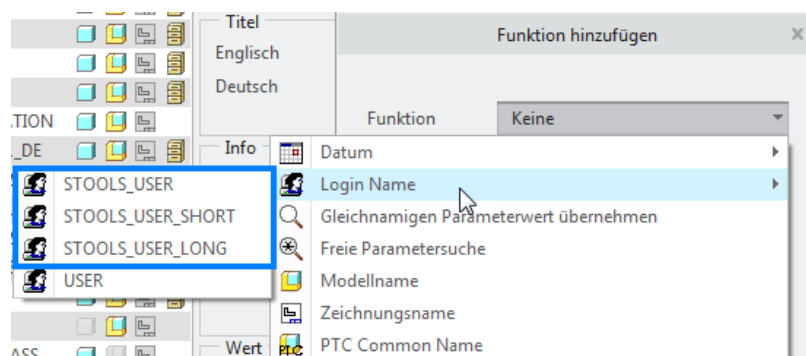 Titel
Funktion hinzufügen
x
Englisch
Deutsch
.TION
Funktion
Keine
_DE
Info
Datum
STOOLS_USER
Login Name
STOOLS_USER_SHORT
Gleichnamigen Parameterwert übernehmen
STOOLS_USER_LONG
Freie Parametersuche
USER
Modellname
Zeichnungsname
ASS
Wert
PTC
PTC Common Name